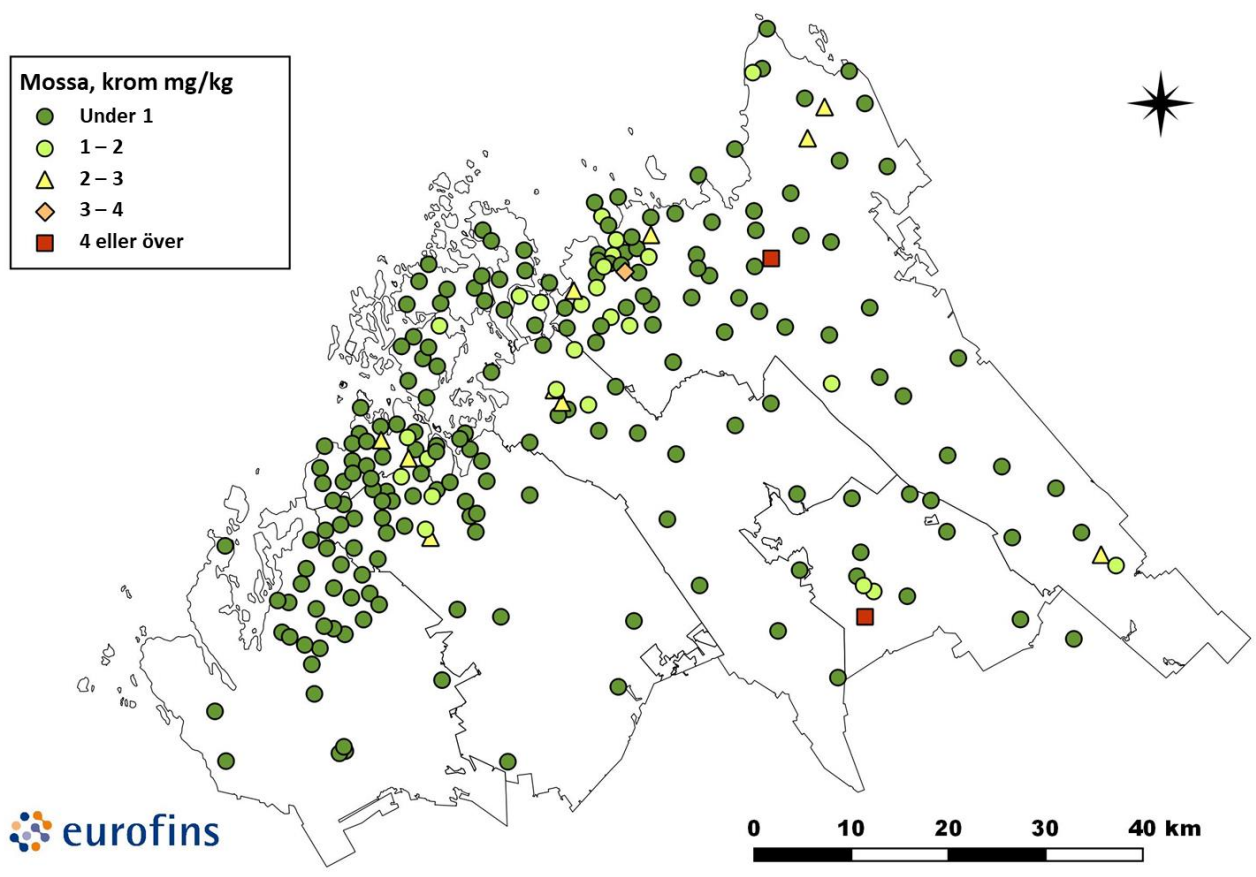 Mossa, krom mg/kg
Under 1
1 – 2
2 – 3
3 – 4
4 eller över
eurofins
0 10 20 30 40 km